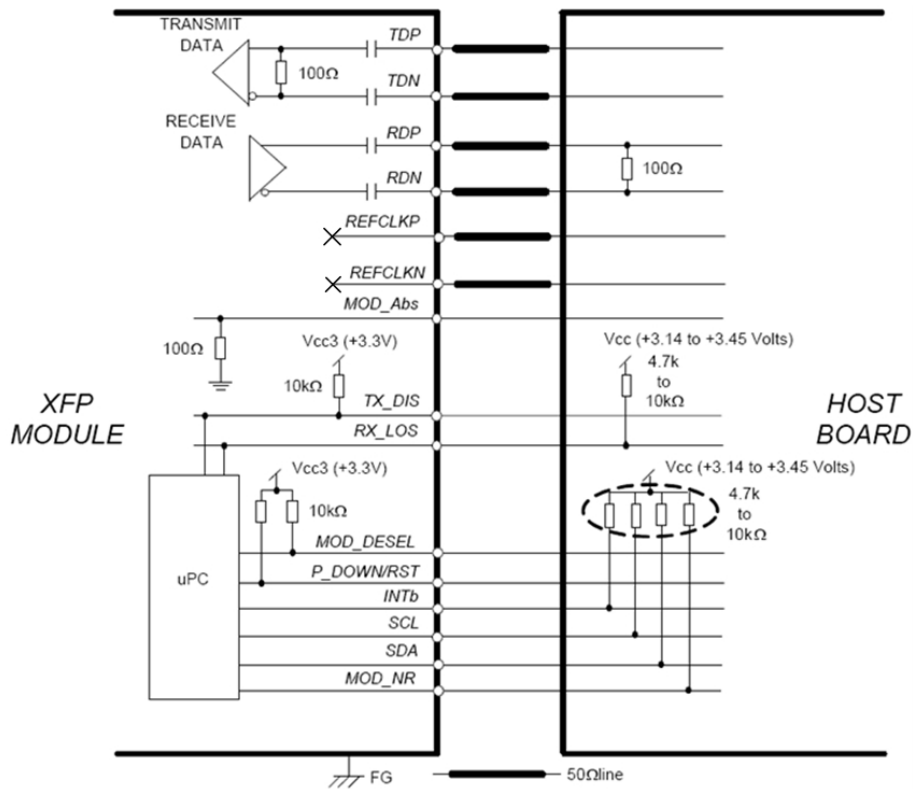 TRANSMIT
DATA
TDP
100Ω
TDN
RECEIVE
DATA
RDP
100Ω
RDN
REFCLKP
REFCLKN
MOD_Abs
100Ω
Vcc3 (+3.3V)
10kΩ
Vcc (+3.14 to +3.45 Volts)
4.7k
to
10kΩ
TX_DIS
RX_LOS
XFP
MODULE
HOST
BOARD
Vcc3 (+3.3V)
10kΩ
Vcc (+3.14 to +3.45 Volts)
4.7k
to
10kΩ
MOD_DESEL
P_DOWN/RST
uPC
INTb
SCL
SDA
MOD_NR
FG
50Ωline